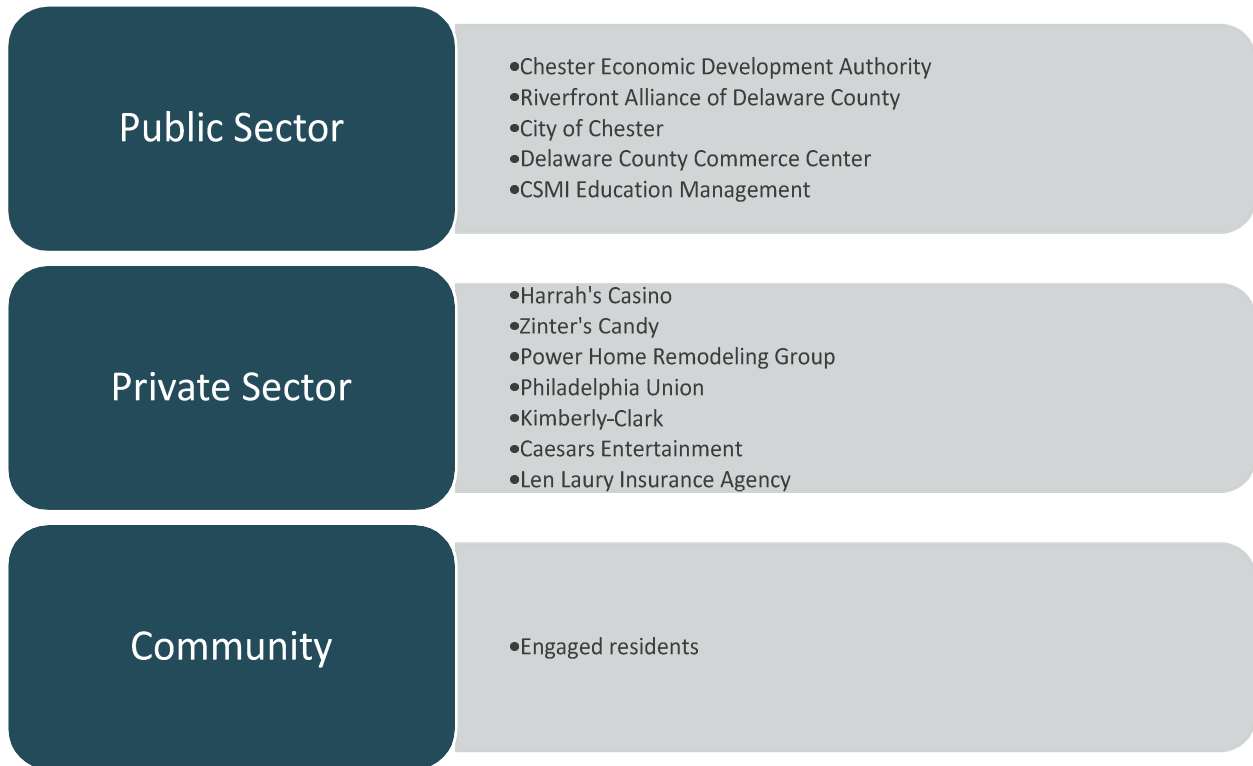 Public Sector
•Chester Economic Development Authority
•Riverfront Alliance of Delaware County
•City of Chester
•Delaware County Commerce Center
•CSMI Education Management
Private Sector
•Harrah's Casino
•Zinter's Candy
•Power Home Remodeling Group
•Philadelphia Union
•Kimberly-Clark
•Caesars Entertainment
•Len Laury Insurance Agency
Community
•Engaged residents